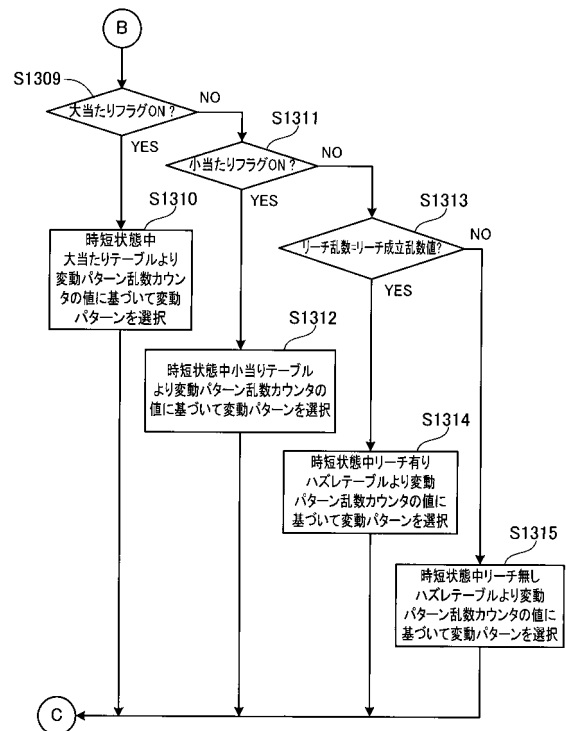 B
S1309
大当たりフラグON？
NO
S1311
YES
小当たりフラグON？
NO
S1310
YES
S1313
時短状態中
大当たりテーブルより
変動パターン乱数カウン
タの値に基づいて変動
パターンを選択
リーチ乱数=リーチ成立乱数値?
NO
YES
S1312
時短状態中小当りテーブル
より変動パターン乱数カウンタの
値に基づいて変動パターンを選択
S1314
時短状態中リーチ有り
ハズレテーブルより変動
パターン乱数カウンタの値に
基づいて変動パターンを選択
S1315
時短状態中リーチ無し
ハズレテーブルより変動
パターン乱数カウンタの値に
基づいて変動パターンを選択
C